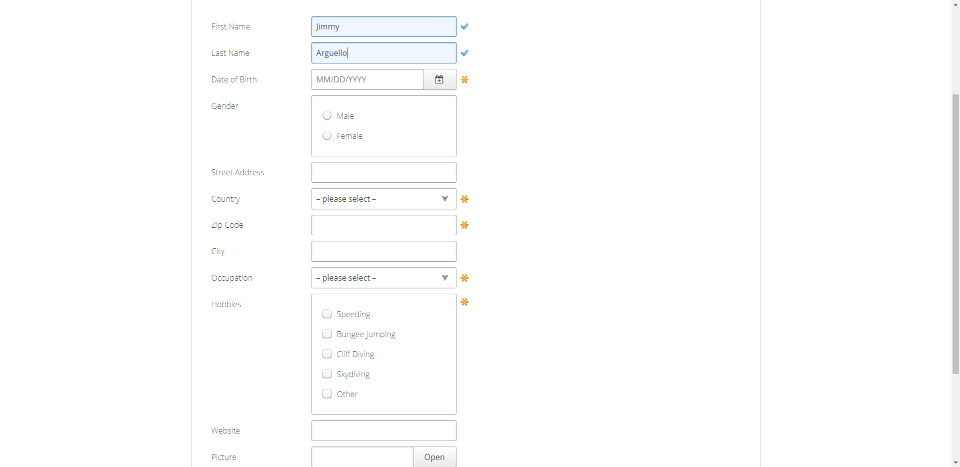 First Name Jimmy
Last Name Arguello
Date of Birth MM/DD/YYYY
Gender
Male
Female
Street Address
Country – please select –
Zip Code
City
Occupation – please select –
Hobbies
Speeding
Bungee Jumping
Cliff Diving
Skydiving
Other
Website
Picture Open